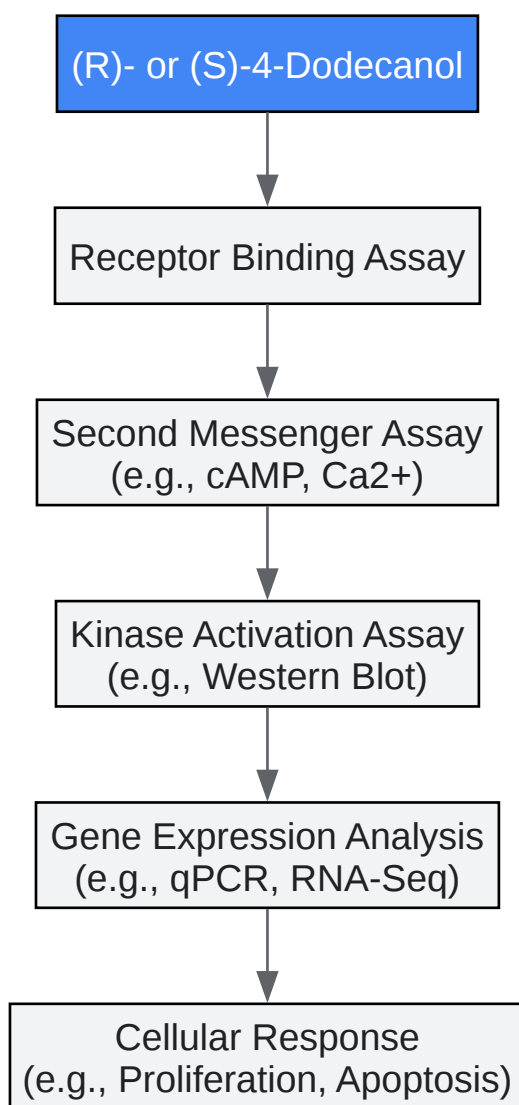 (R)- or (S)-4-Dodecanol
Receptor Binding Assay
Second Messenger Assay
(e.g., cAMP, Ca2+)
Kinase Activation Assay
(e.g., Western Blot)
Gene Expression Analysis
(e.g., qPCR, RNA-Seq)
Cellular Response
(e.g., Proliferation, Apoptosis)